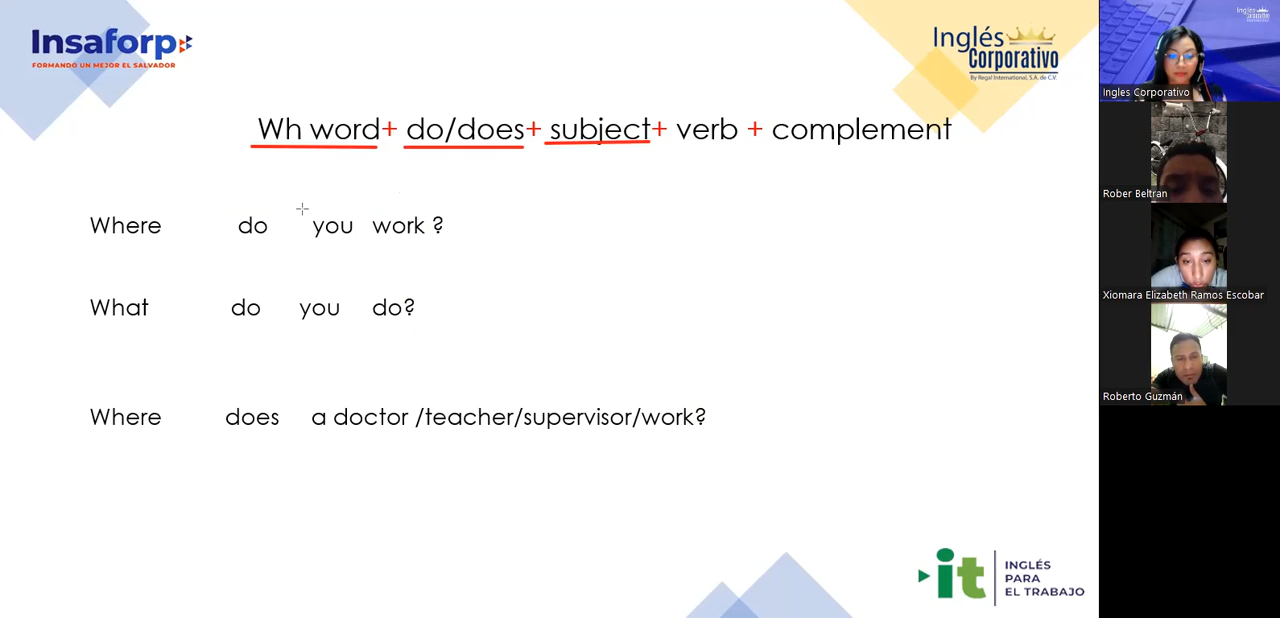 Insaforp
FORMANDO UN MEJOR EL SALVADOR
Inglés
Corporativo
By Regal International, S.A. de C.V.
Wh word+ do/does+ subject+ verb + complement
Where do you work ?
What do you do?
Where does a doctor /teacher/supervisor/work?
it
INGLÉS
PARA
EL TRABAJO
Ingles Corporativo
Rober Beltran
Xiomara Elizabeth Ramos Escobar
Roberto Guzmán